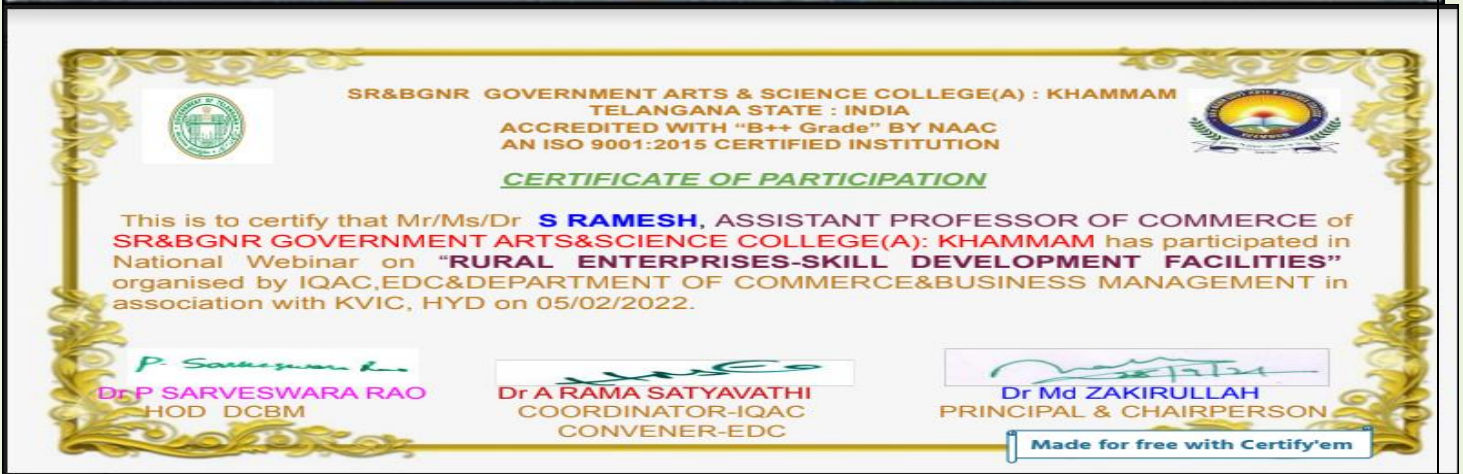 SR&BGNR GOVERNMENT ARTS & SCIENCE COLLEGE(A) : KHAMMAM
TELANGANA STATE : INDIA
ACCREDITED WITH “B++ Grade” BY NAAC
AN ISO 9001:2015 CERTIFIED INSTITUTION
CERTIFICATE OF PARTICIPATION
This is to certify that Mr/Ms/Dr S RAMESH, ASSISTANT PROFESSOR OF COMMERCE of
SR&BGNR GOVERNMENT ARTS&SCIENCE COLLEGE(A): KHAMMAM has participated in
National Webinar on “RURAL ENTERPRISES-SKILL DEVELOPMENT FACILITIES”
organised by IQAC,EDC&DEPARTMENT OF COMMERCE&BUSINESS MANAGEMENT in
association with KVIC, HYD on 05/02/2022.
28/9/21
Dr P SARVESWARA RAO
HOD DCBM
Dr A RAMA SATYAVATHI
COORDINATOR-IQAC
CONVENER-EDC
Dr Md ZAKIRULLAH
PRINCIPAL & CHAIRPERSON
Made for free with Certify'em